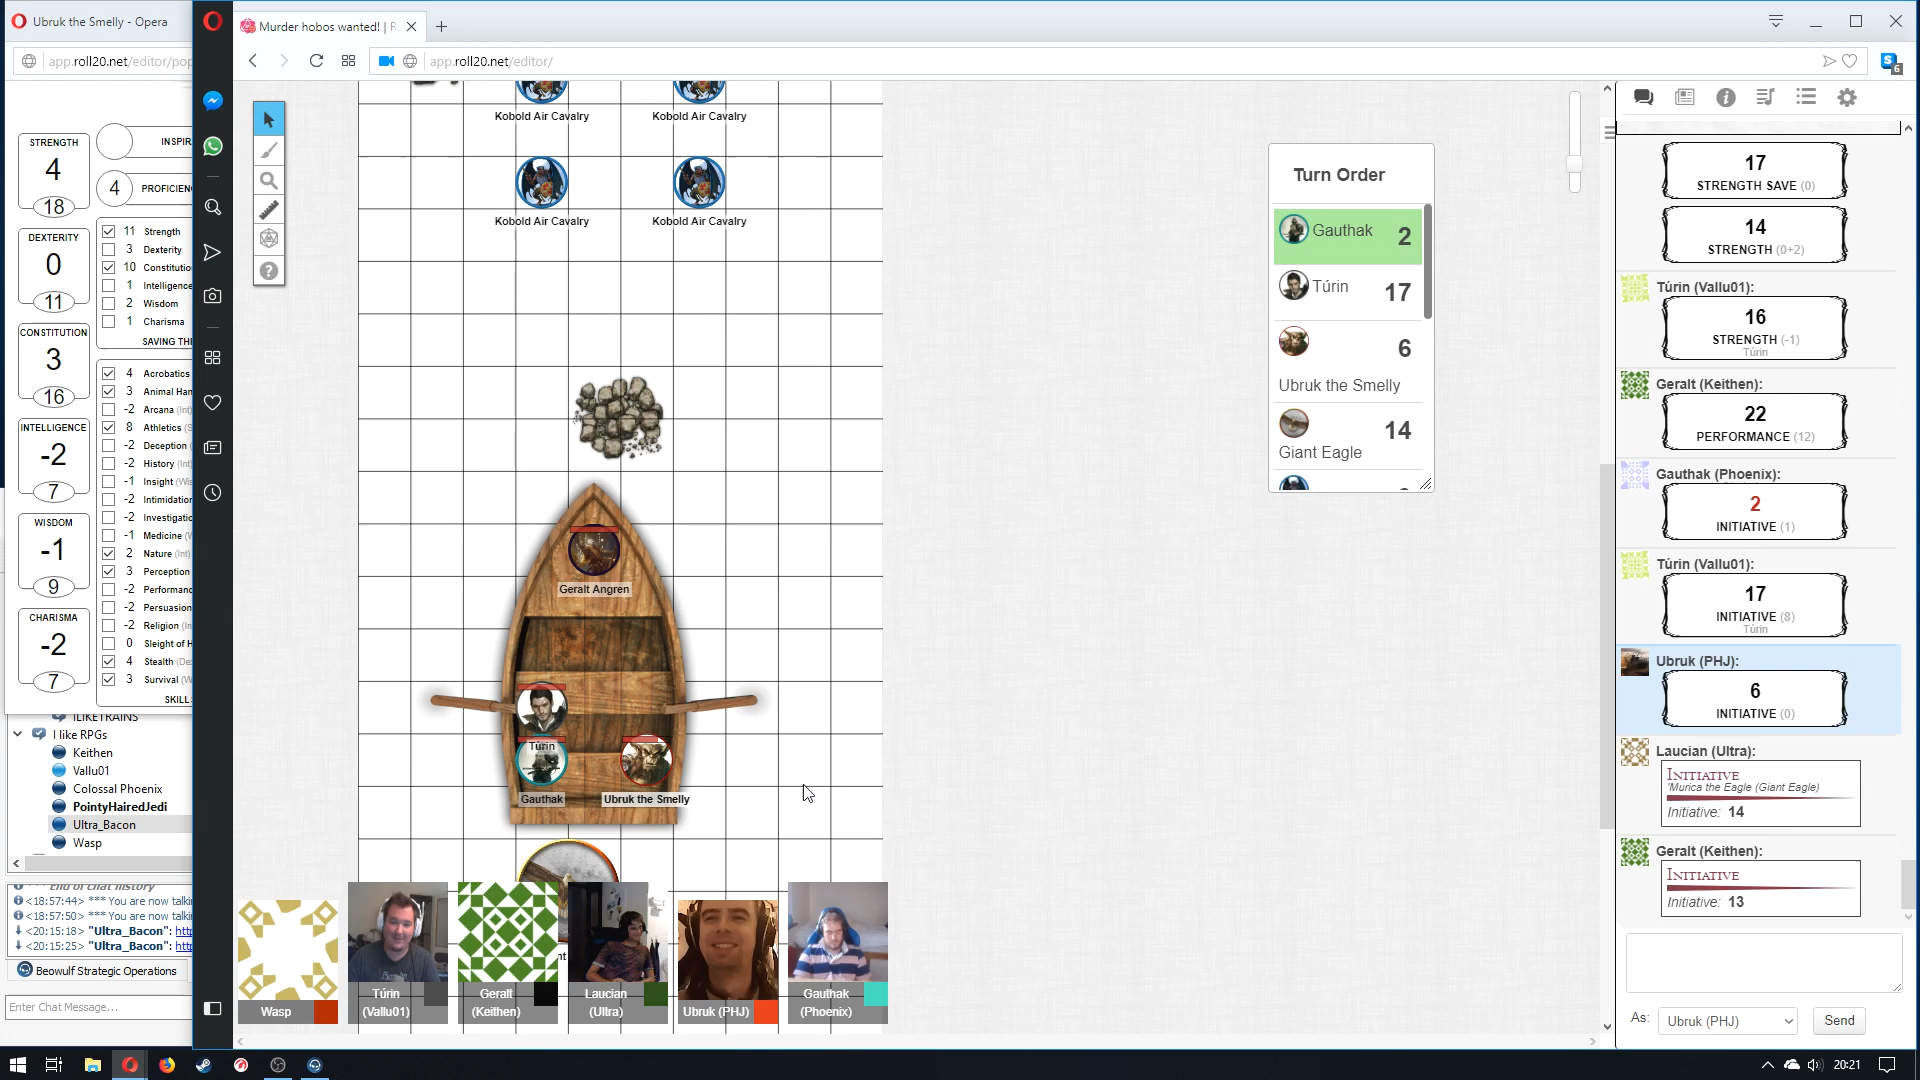 Ubruk the Smelly - Opera
app.roll20.net/editor/pop
Murder hobos wanted! | R
app.roll20.net/editor/
6
STRENGTH
4
18
DEXTERITY
0
11
CONSTITUTION
3
16
INTELLIGENCE
-2
7
WISDOM
-1
9
CHARISMA
-2
7
INSPIR
4 PROFICIEN
11 Strength
3 Dexterity
10 Constitutio
1 Intelligence
2 Wisdom
1 Charisma
SAVING THR
4 Acrobatics
3 Animal Han
-2 Arcana (Int)
8 Athletics (S
-2 Deception
-2 History (Int)
-1 Insight (Wis
-2 Intimidation
-2 Investigatio
-1 Medicine (W
2 Nature (Int)
3 Perception
-2 Performanc
-2 Persuasion
-2 Religion (In
0 Sleight of H
4 Stealth (Dex
3 Survival (W
SKILLS
ILIKETRAINS
I like RPGs
Keithen
Vallu01
Colossal Phoenix
PointyHairedJedi
Ultra_Bacon
Wasp
*** End of chat history
<18:57:44> *** You are now talki
<18:57:50> *** You are now talki
<20:15:18> "Ultra_Bacon": http
<20:15:25> "Ultra_Bacon": http
Beowulf Strategic Operations
Enter Chat Message...
Kobold Air Cavalry
Kobold Air Cavalry
Kobold Air Cavalry
Kobold Air Cavalry
Geralt Angren
Túrin
Gauthak
Ubruk the Smelly
Wasp
Túrin
(Vallu01)
Geralt
(Keithen)
Laucian
(Ultra)
Ubruk (PHJ)
Gauthak
(Phoenix)
Turn Order
Gauthak 2
Túrin 17
6
Ubruk the Smelly
14
Giant Eagle
17
STRENGTH SAVE (0)
14
STRENGTH (0+2)
Túrin (Vallu01):
16
STRENGTH (-1)
Túrin
Geralt (Keithen):
22
PERFORMANCE (12)
Gauthak (Phoenix):
2
INITIATIVE (1)
Túrin (Vallu01):
17
INITIATIVE (8)
Túrin
Ubruk (PHJ):
6
INITIATIVE (0)
Laucian (Ultra):
INITIATIVE
'Murica the Eagle (Giant Eagle)
Initiative: 14
Geralt (Keithen):
INITIATIVE
Initiative: 13
As: Ubruk (PHJ)
Send
20:21